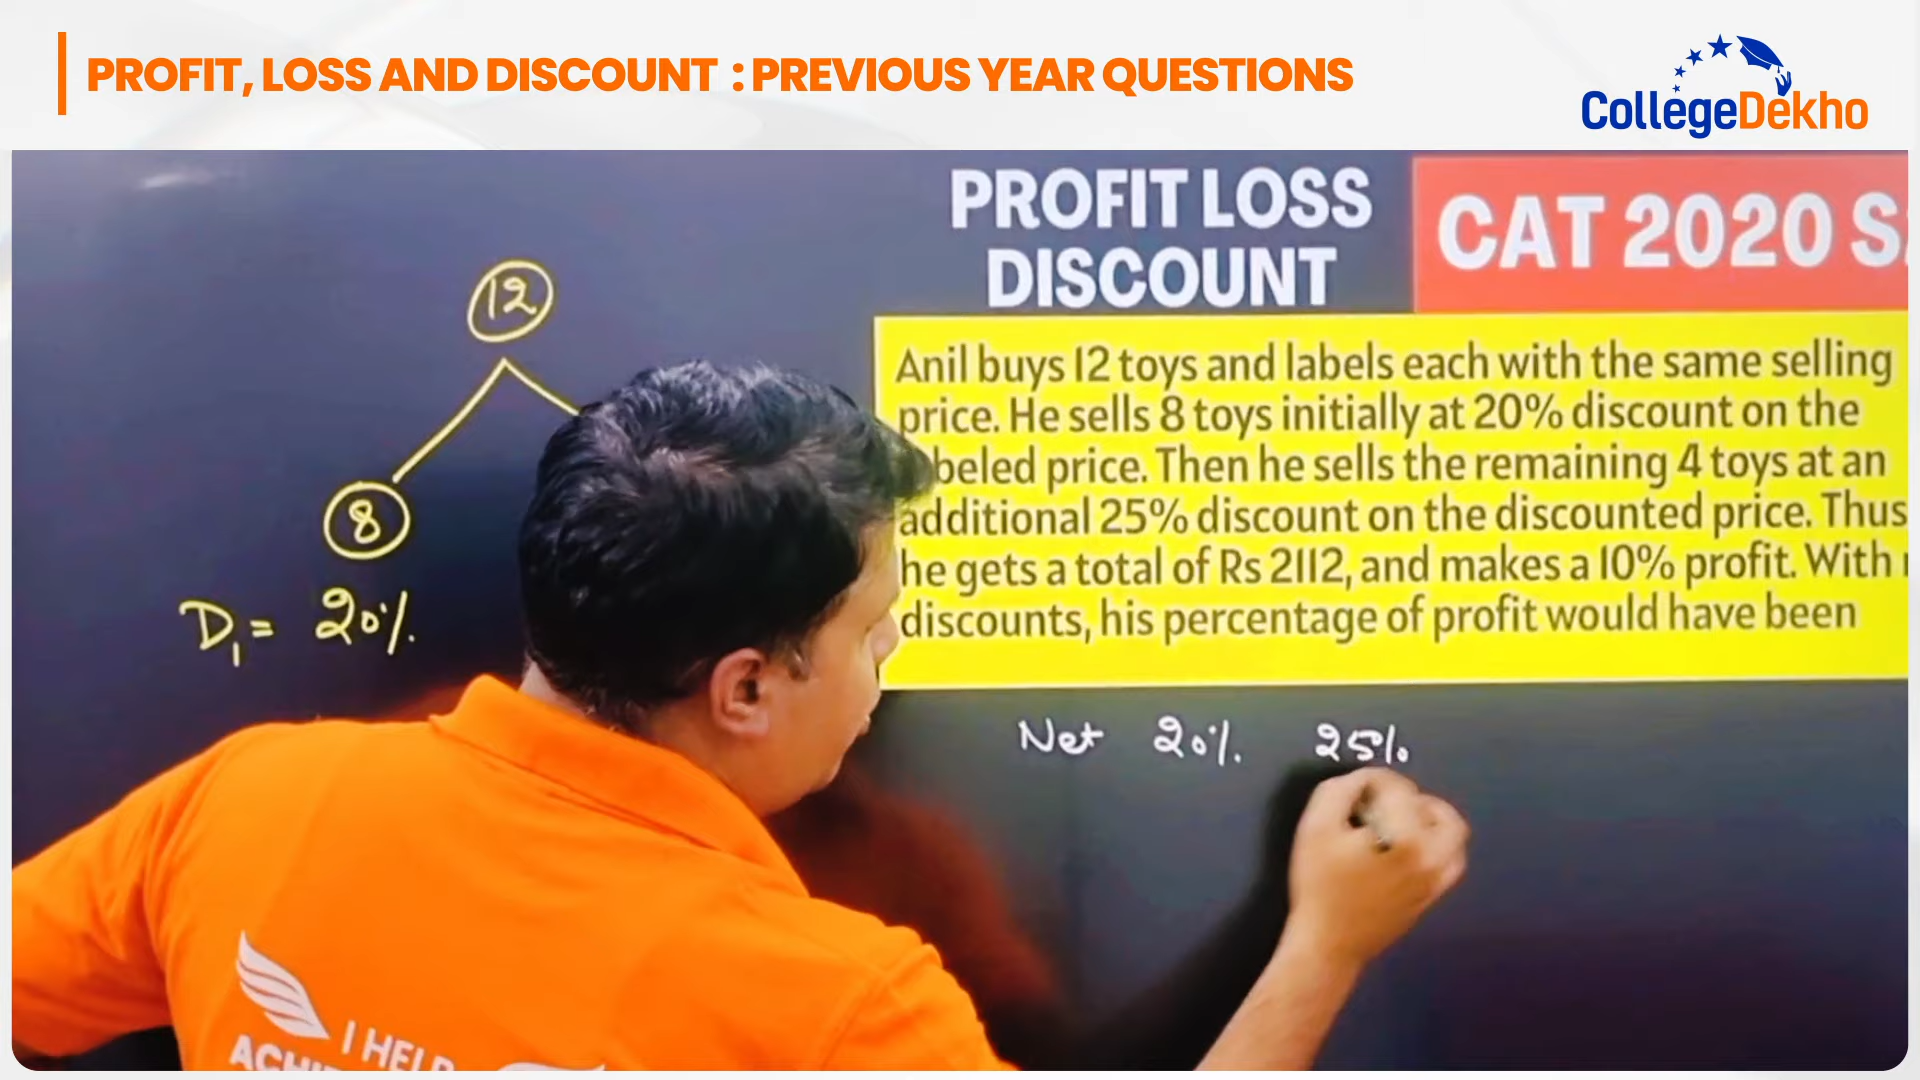 PROFIT, LOSS AND DISCOUNT : PREVIOUS YEAR QUESTIONS
CollegeDekho
PROFIT LOSS
DISCOUNT
CAT 2020
12
8
D₁ = 20%.
Anil buys 12 toys and labels each with the same selling
price. He sells 8 toys initially at 20% discount on the
beled price. Then he sells the remaining 4 toys at an
additional 25% discount on the discounted price. Thus
he gets a total of Rs 2112, and makes a 10% profit. With
discounts, his percentage of profit would have been
Net 20%. 25%
I HELP